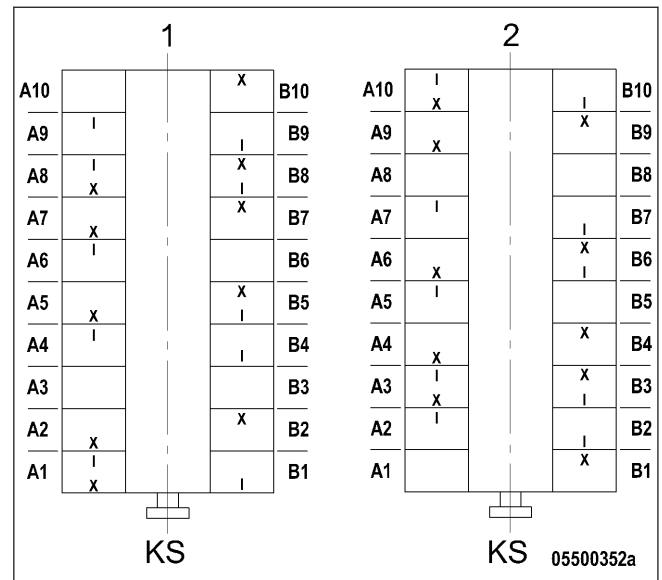 1
X
A10 B10
I
A9 B9
I
I X
A8 B8
X I
X
A7 B7
X
I
A6 B6
X
A5 B5
X I
I
A4 B4
I
A3 B3
X
A2 B2
X
I
A1 B1
X I
KS
2
I
A10 B10
X I
X
A9 B9
X
A8 B8
I
A7 B7
I
X
A6 B6
X I
I
A5 B5
X
A4 B4
X
I X
A3 B3
X I
I
A2 B2
I
X
A1 B1
KS
05500352a